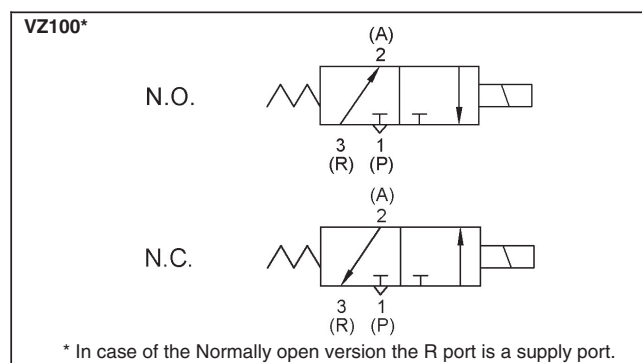 VZ100*
(A)
2
N.O.
3 1
(R) (P)
(A)
2
N.C.
3 1
(R) (P)
* In case of the Normally open version the R port is a supply port.